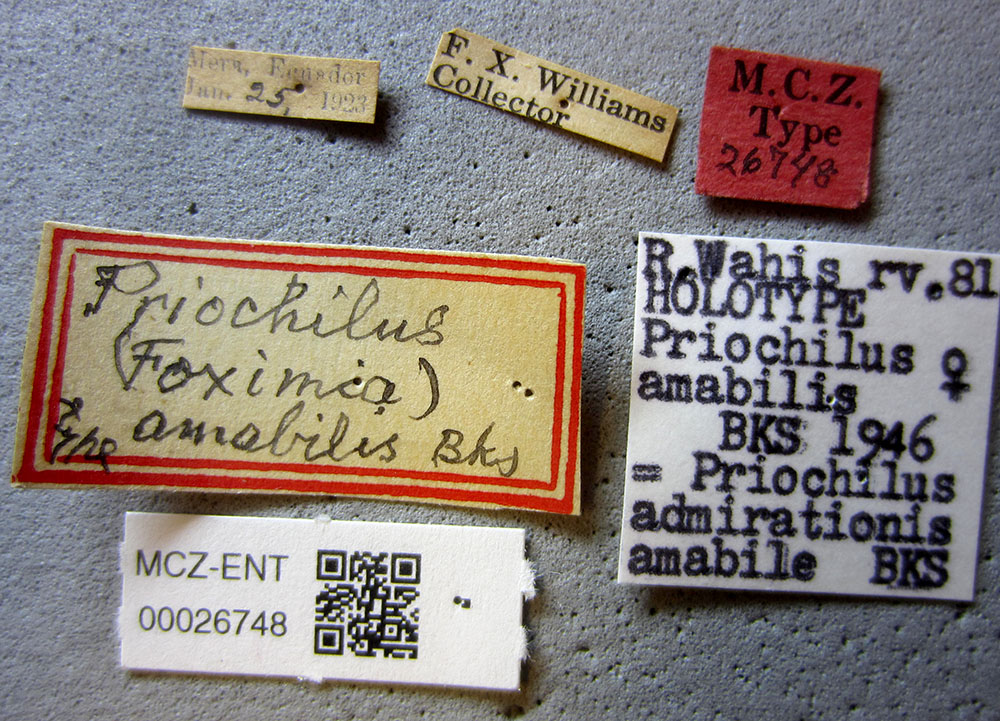 Mera, Ecuador
Jan. 25, 1923
F. X. Williams
Collector
M.C.Z.
Type
26748
Priochilus
(Foximia)
amabilis Bks
Type
R.Wahis rv.81
HOLOTYPE
Priochilus ♀
amabilis
BKS 1946
= Priochilus
admirationis
amabile BKS
MCZ-ENT
00026748